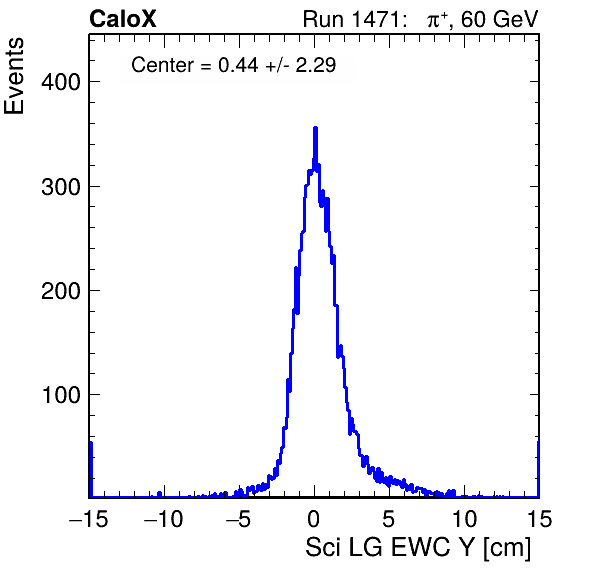 CaloX Run 1471: π⁺, 60 GeV
Events
Center = 0.44 +/- 2.29
400
300
200
100
−15 −10 −5 0 5 10 15
Sci LG EWC Y [cm]